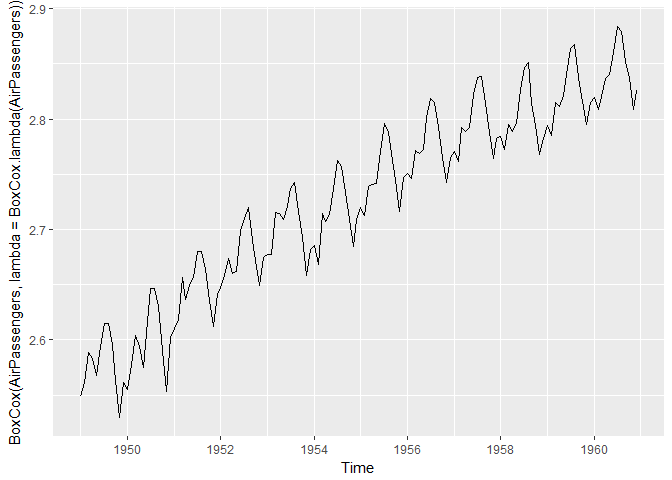 BoxCox(AirPassengers, lambda = BoxCox.lambda(AirPassengers))
2.9
2.8
2.7
2.6
1950 1952 1954 1956 1958 1960
Time